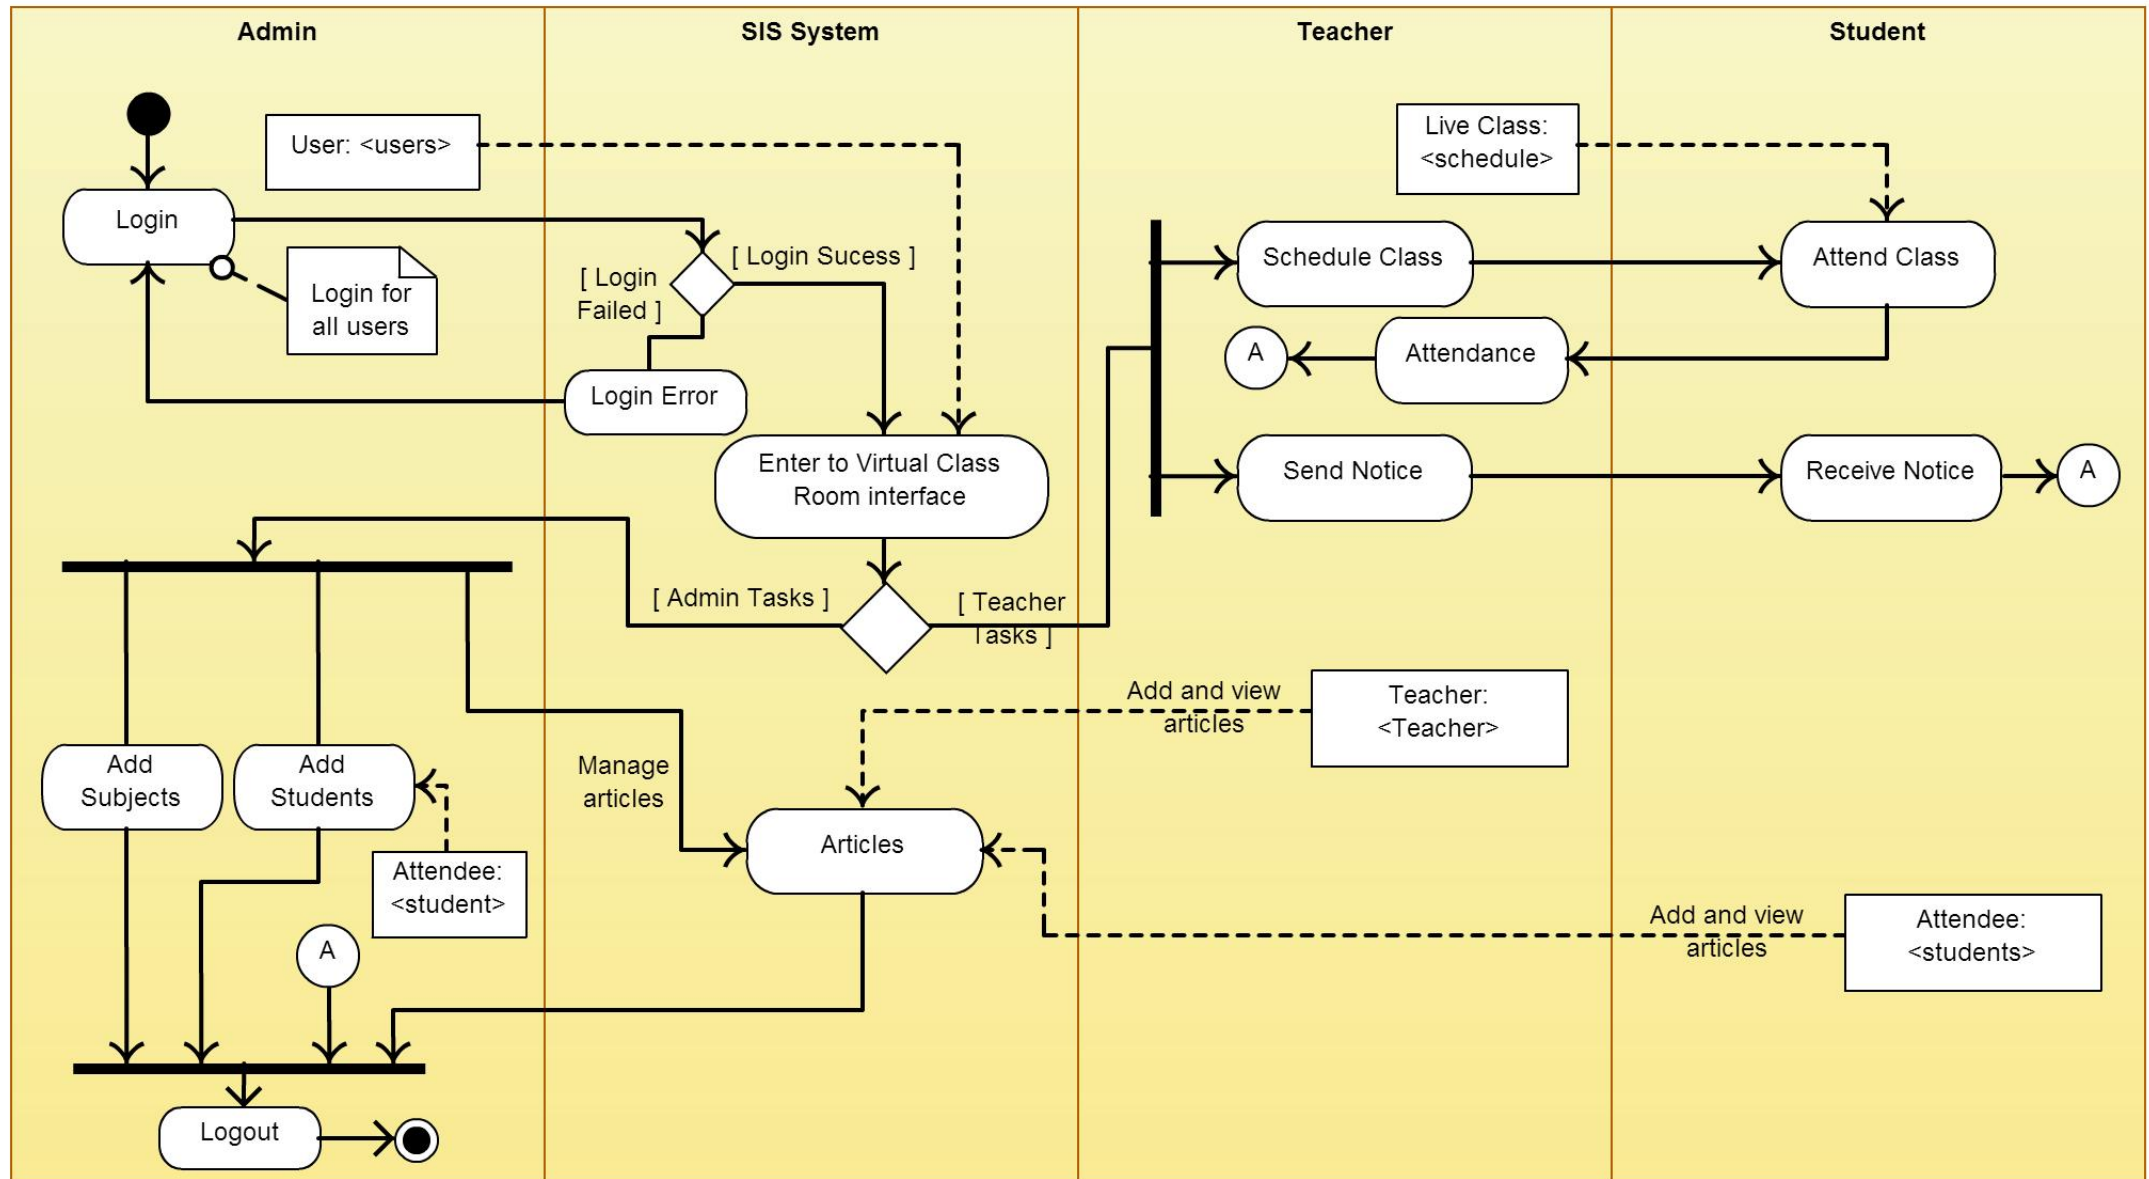 Admin
SIS System
Teacher
Student
User: <users>
Live Class:
<schedule>
Login
Schedule Class
Attend Class
[ Login Sucess ]
[ Login
Failed ]
Login for
all users
A
Attendance
Login Error
Enter to Virtual Class
Room interface
Send Notice
Receive Notice
A
[ Admin Tasks ]
[ Teacher
Tasks ]
Add and view
articles
Teacher:
<Teacher>
Add
Subjects
Add
Students
Manage
articles
Articles
Attendee:
<student>
Add and view
articles
Attendee:
<students>
A
Logout